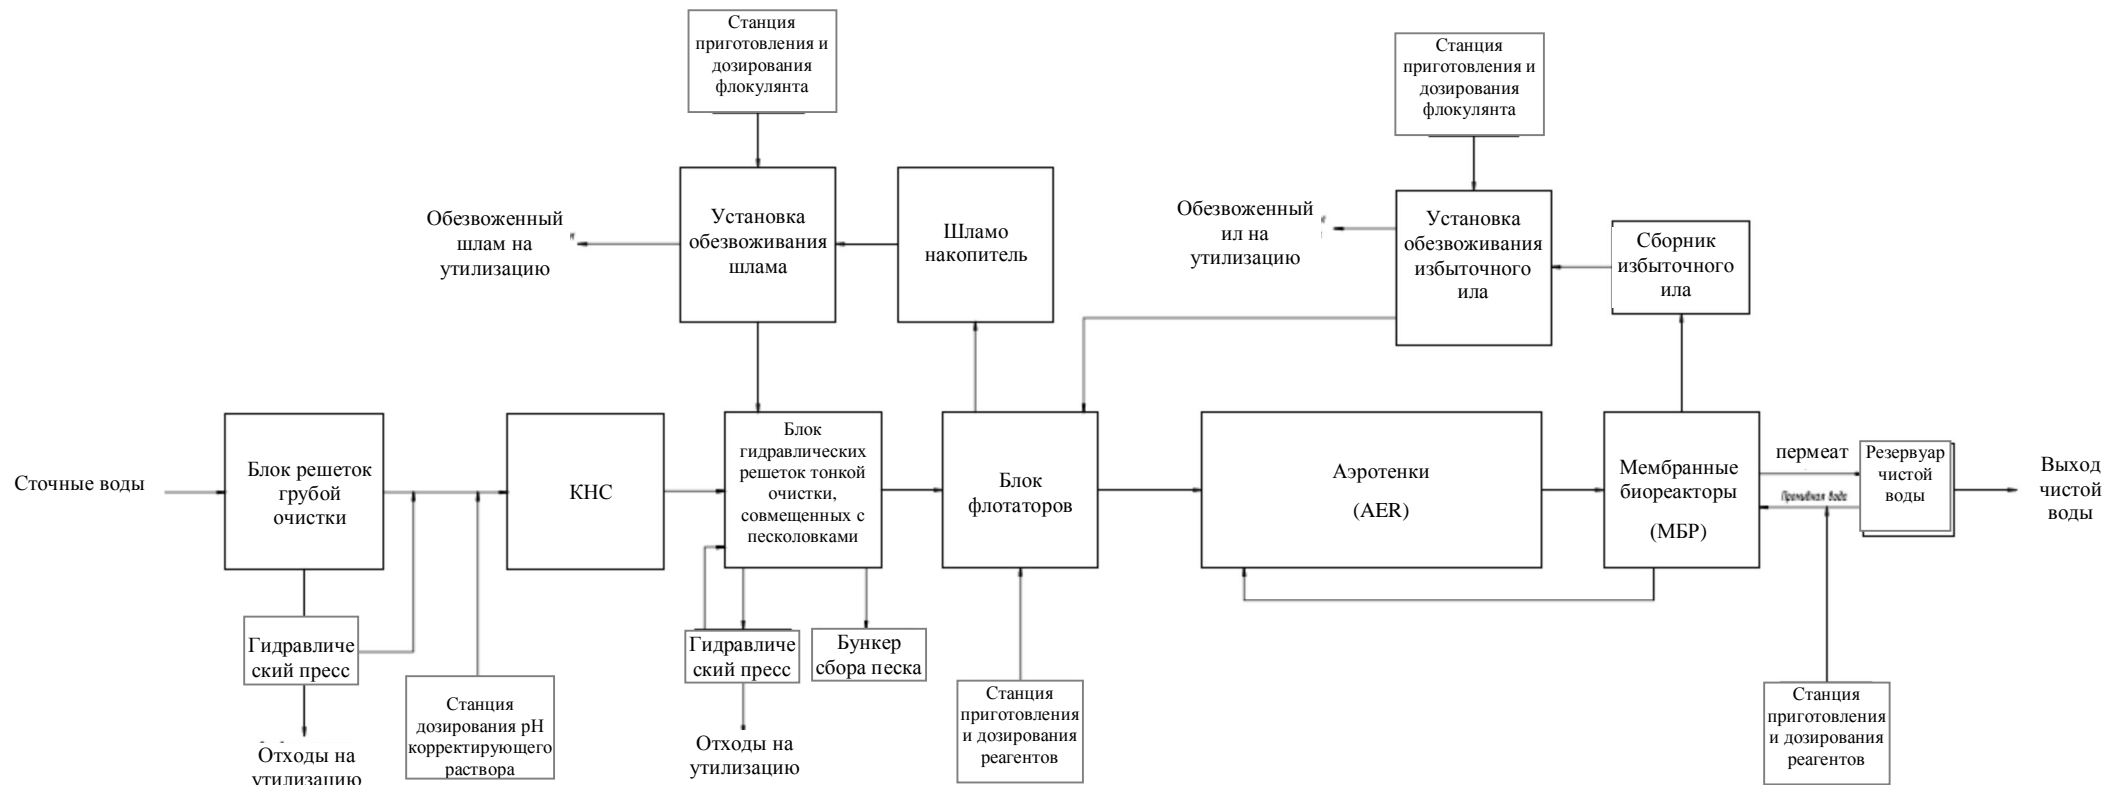 Станция
приготовления и
дозирования
флокулянта
Станция
приготовления и
дозирования
флокулянта
Обезвоженный
шлам на
утилизацию
Установка
обезвоживания
шлама
Шламо
накопитель
Обезвоженный
ил на
утилизацию
Установка
обезвоживания
избыточного
ила
Сборник
избыточного
ила
Сточные воды
Блок решеток
грубой
очистки
КНС
Блок
гидравлических
решеток тонкой
очистки,
совмещенных с
песколовками
Блок
флотаторов
Аэротенки
(AER)
Мембранные
биореакторы
(МБР)
пермеат
Промывная вода
Резервуар
чистой
воды
Выход
чистой
воды
Гидравличе
ский пресс
Отходы на
утилизацию
Станция
дозирования pH
корректирующего
раствора
Гидравличе
ский пресс
Отходы на
утилизацию
Бункер
сбора песка
Станция
приготовления
и дозирования
реагентов
Станция
приготовления
и дозирования
реагентов